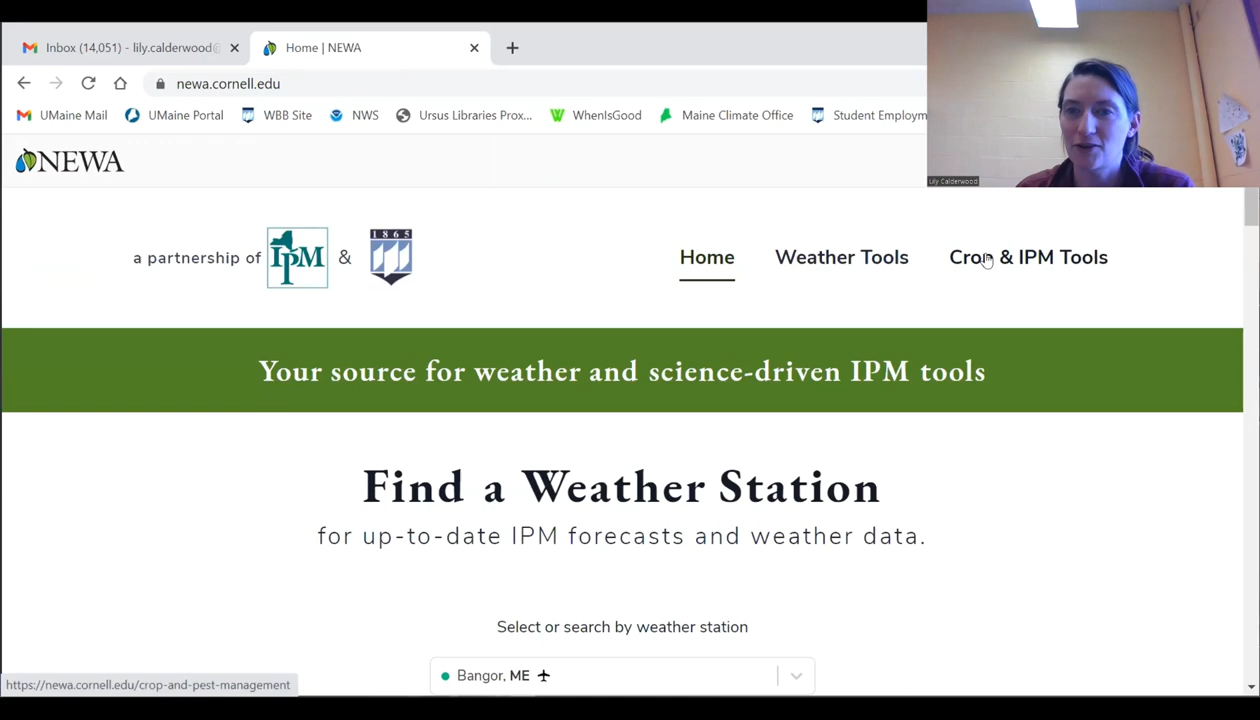 Inbox (14,051) - lily.calderwood@
Home | NEWA
newa.cornell.edu
UMaine Mail
UMaine Portal
WBB Site
NWS
Ursus Libraries Prox...
WhenIsGood
Maine Climate Office
Student Employm
Lily Calderwood
NEWA
a partnership of
IPM
&
1865
Home
Weather Tools
Crop & IPM Tools
Your source for weather and science-driven IPM tools
Find a Weather Station
for up-to-date IPM forecasts and weather data.
Select or search by weather station
Bangor, ME
https://newa.cornell.edu/crop-and-pest-management